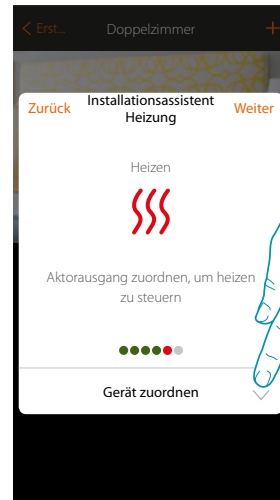 < Erst... Doppelzimmer +
Zurück Installationsassistent Weiter
Heizung
Heizen
Aktorausgang zuordnen, um heizen
zu steuern
Gerät zuordnen